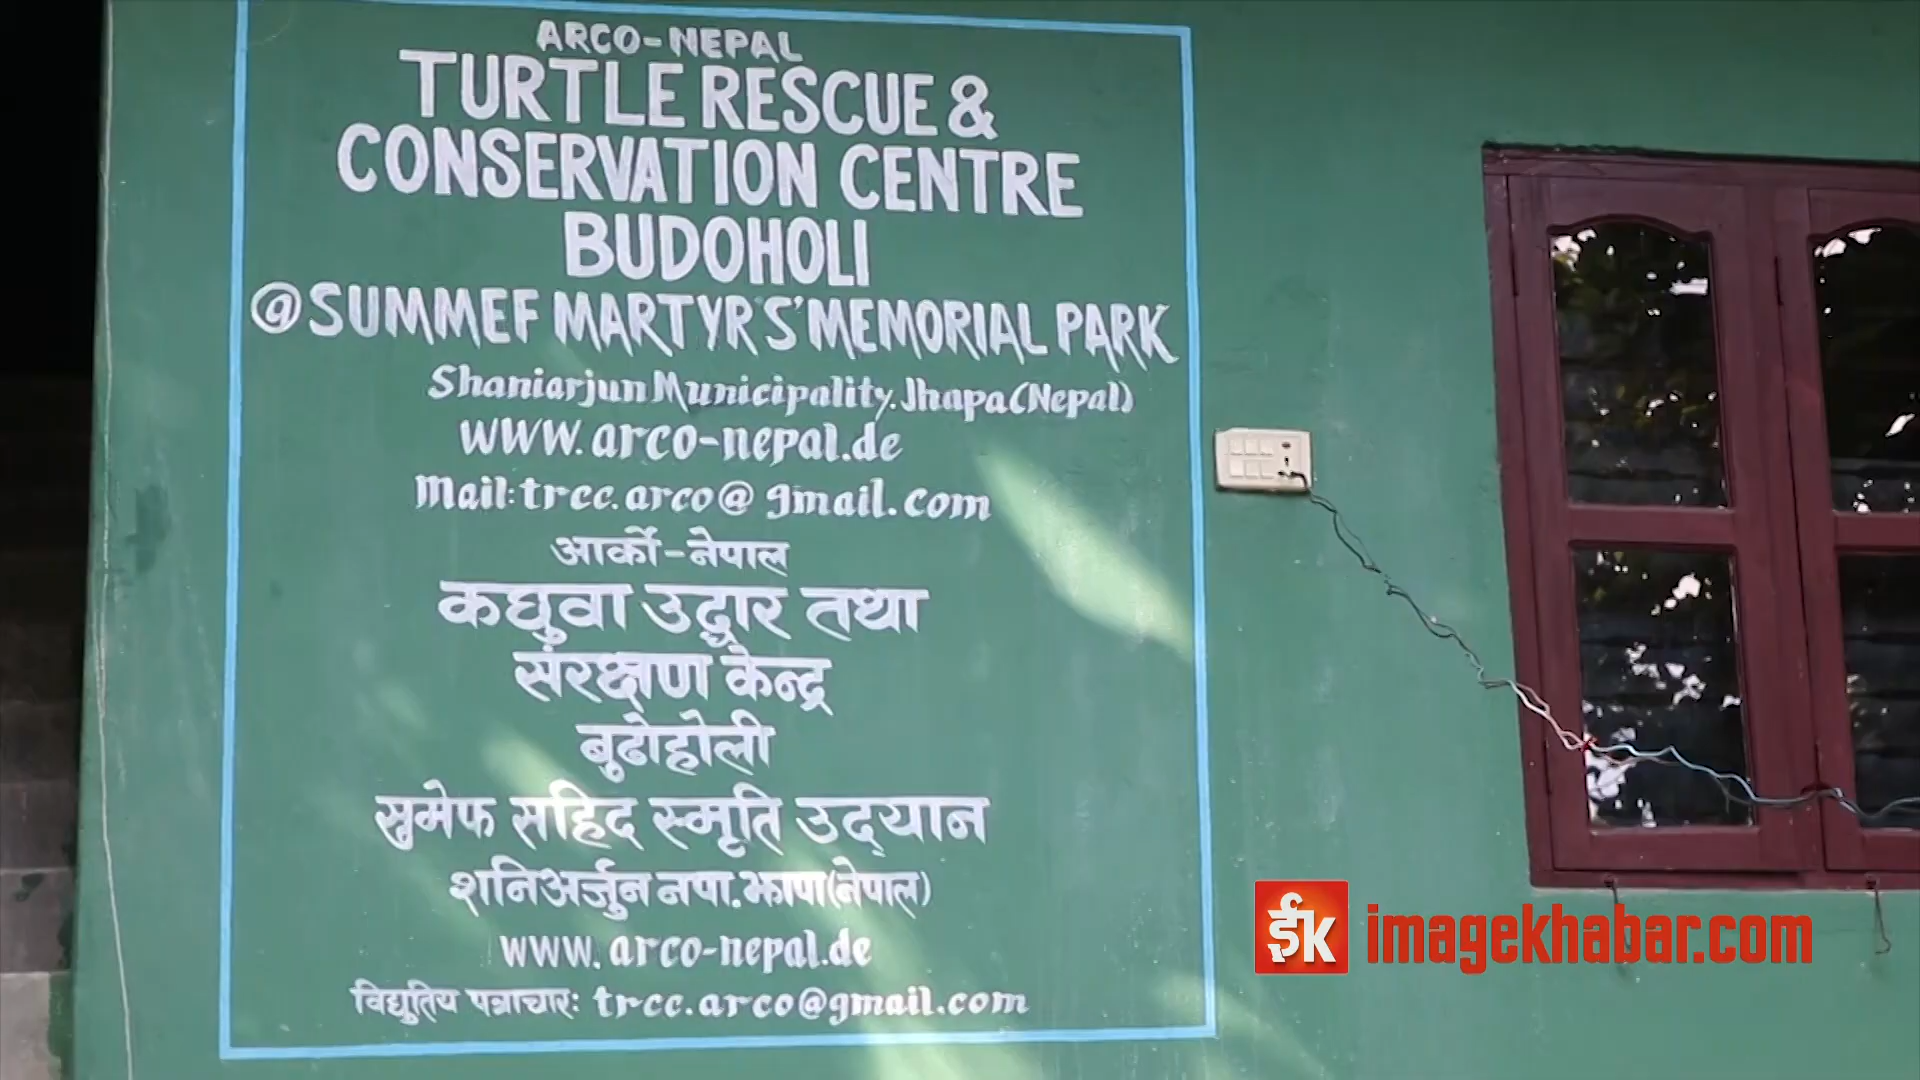 ARCO-NEPAL
TURTLE RESCUE &
CONSERVATION CENTRE
BUDOHOLI
@SUMMEF MARTYRS' MEMORIAL PARK
Shaniarjun Municipality. Jhapa(Nepal)
WWW.arco-nepal.de
Mail:trcc.arco@gmail.com
आर्को-नेपाल
कछुवा उद्धार तथा
संरक्षण केन्द्र
बुढोहोली
सुमेफ सहिद स्मृति उद्‌यान
शनिअर्जुन नपा.झापा(नेपाल)
WWW.arco-nepal.de
विद्युतिय पत्राचार: trcc.arco@gmail.com
ईk imagekhabar.com